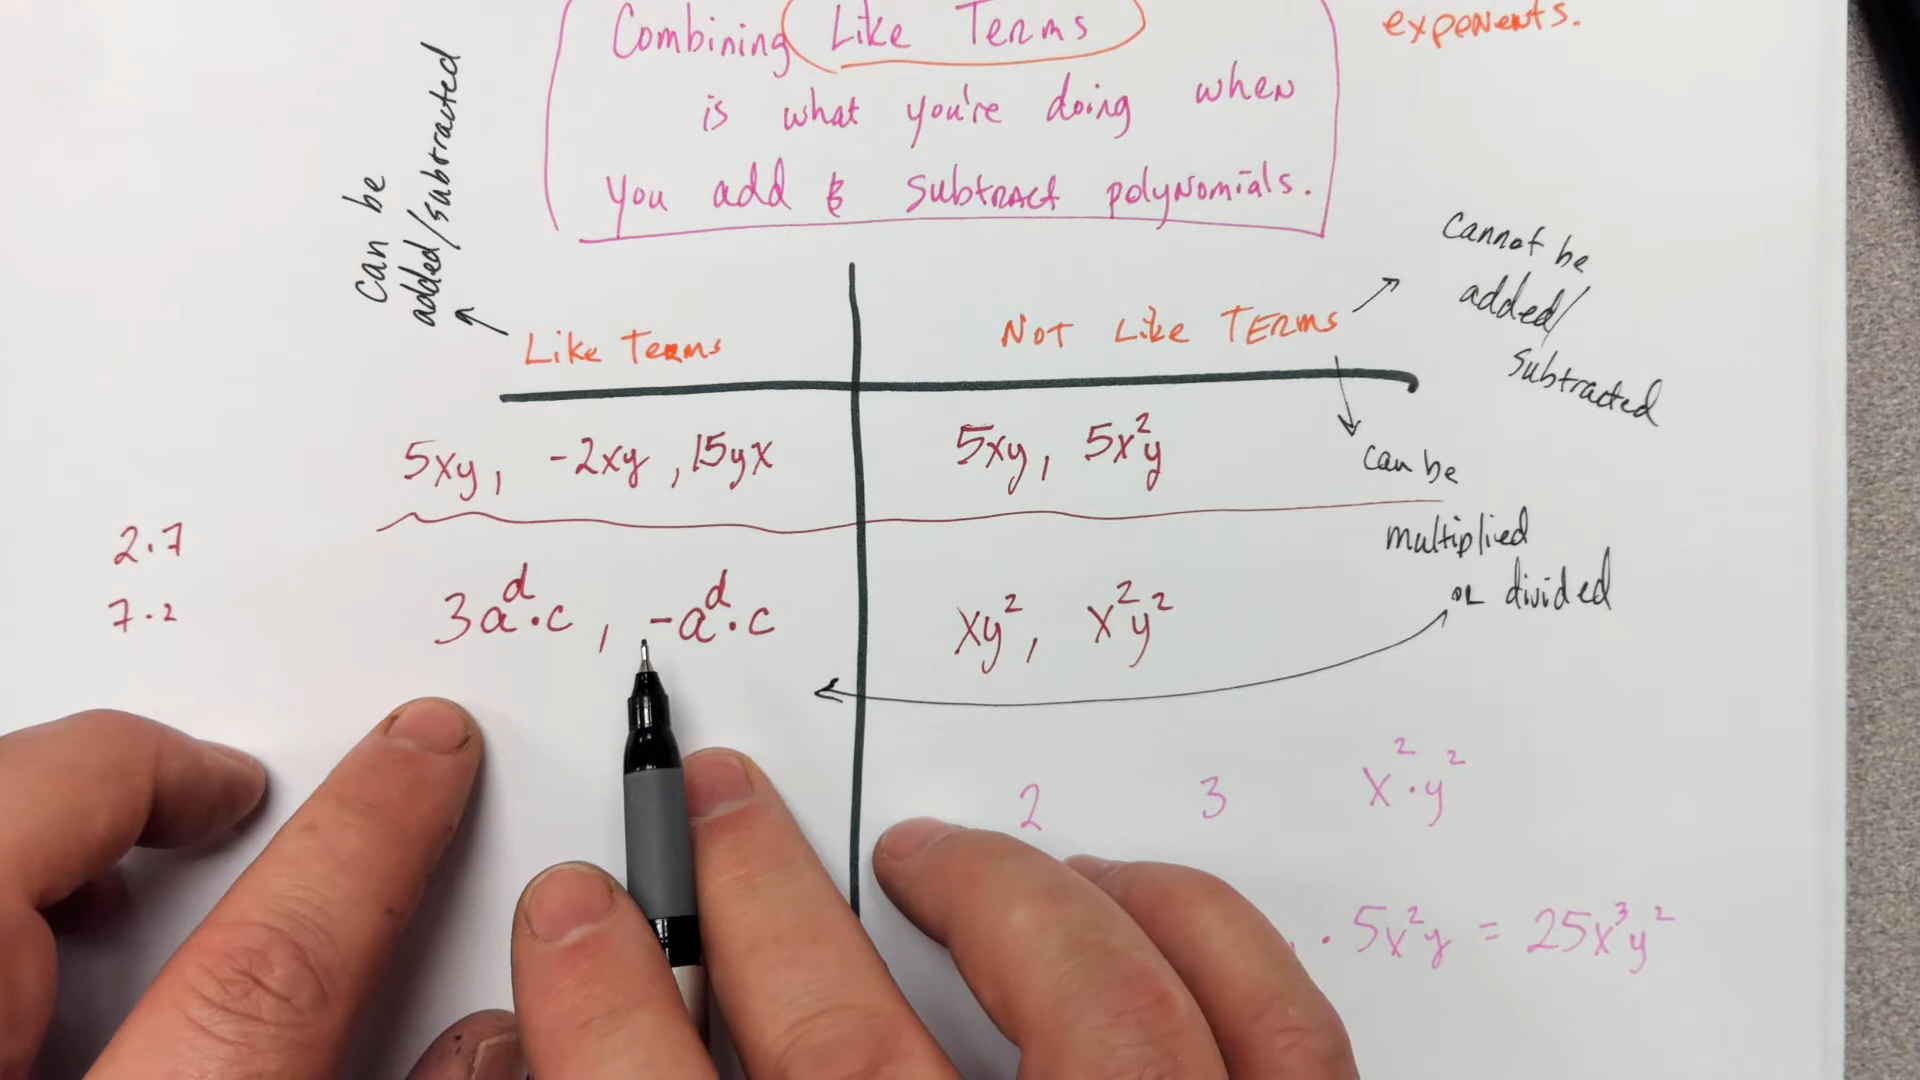 Combining Like Terms
is what you're doing when
you add & subtract polynomials.
exponents.
can be
added/subtracted
cannot be
added/
subtracted
Like Terms
Not Like Terms
5xy, -2xy, 15yx
5xy, 5x²y
can be
multiplied
or divided
2·7
7·2
3a^d·c, -a^d·c
xy², x²y²
2 3 x²·y²
· 5x²y = 25x³y²